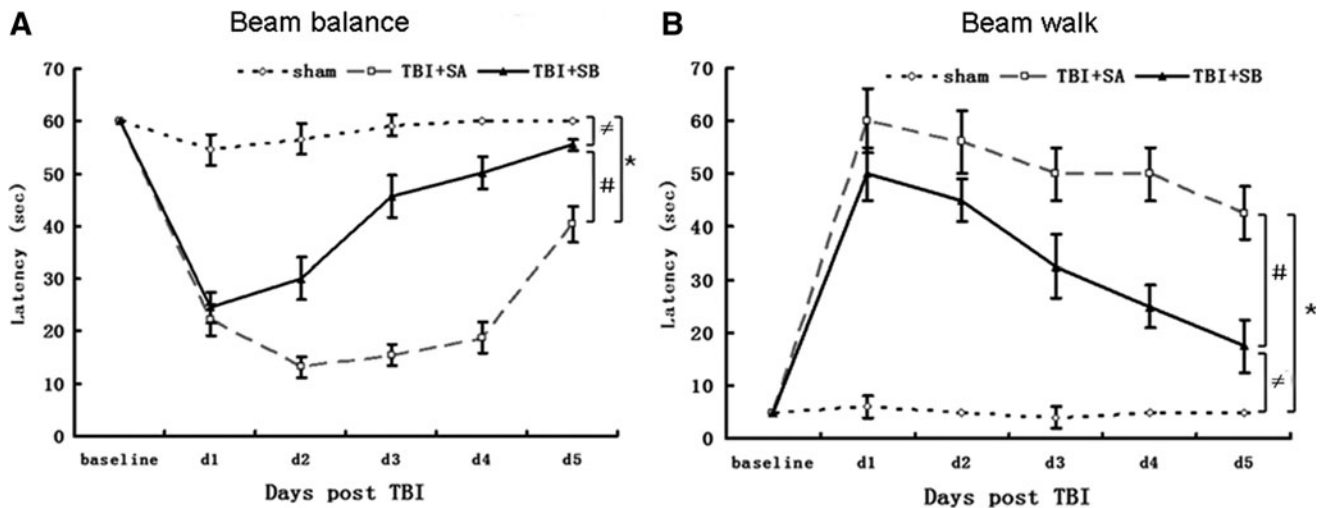 A Beam balance
70
sham TBI+SA TBI+SB
60
50
40
30
20
10
0
Latency (sec)
≠
#
*
baseline d1 d2 d3 d4 d5
Days post TBI
B Beam walk
70
sham TBI+SA TBI+SB
60
50
40
30
20
10
0
Latency (sec)
#
*
≠
baseline d1 d2 d3 d4 d5
Days post TBI